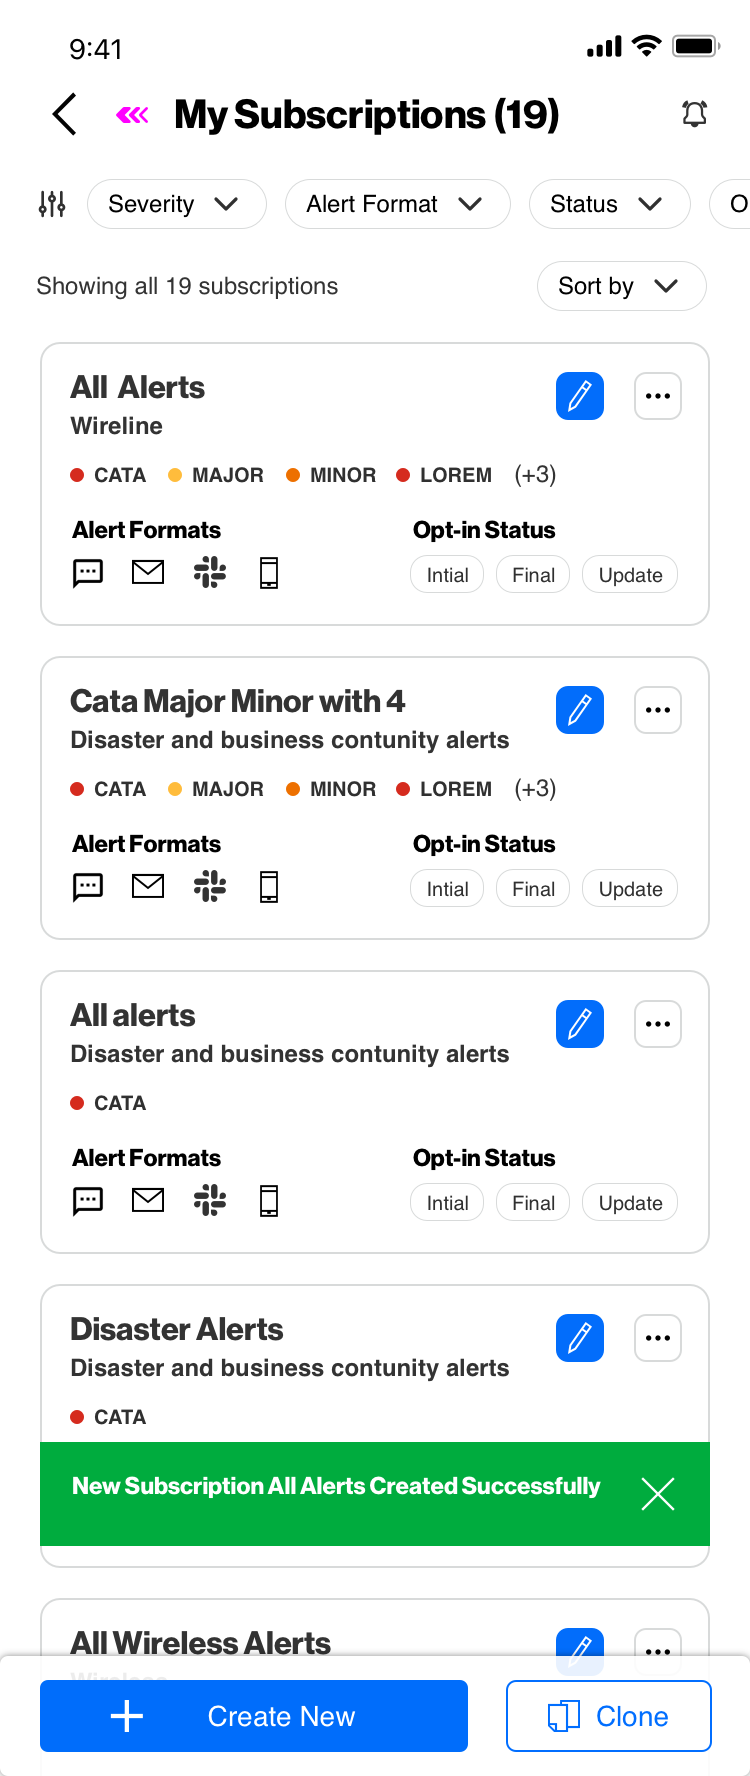 9:41
My Subscriptions (19)
Severity Alert Format Status O
Showing all 19 subscriptions Sort by
All Alerts
Wireline
CATA MAJOR MINOR LOREM (+3)
Alert Formats Opt-in Status
Intial Final Update
Cata Major Minor with 4
Disaster and business contunity alerts
CATA MAJOR MINOR LOREM (+3)
Alert Formats Opt-in Status
Intial Final Update
All alerts
Disaster and business contunity alerts
CATA
Alert Formats Opt-in Status
Intial Final Update
Disaster Alerts
Disaster and business contunity alerts
CATA
New Subscription All Alerts Created Successfully
All Wireless Alerts
Wireless
Create New Clone